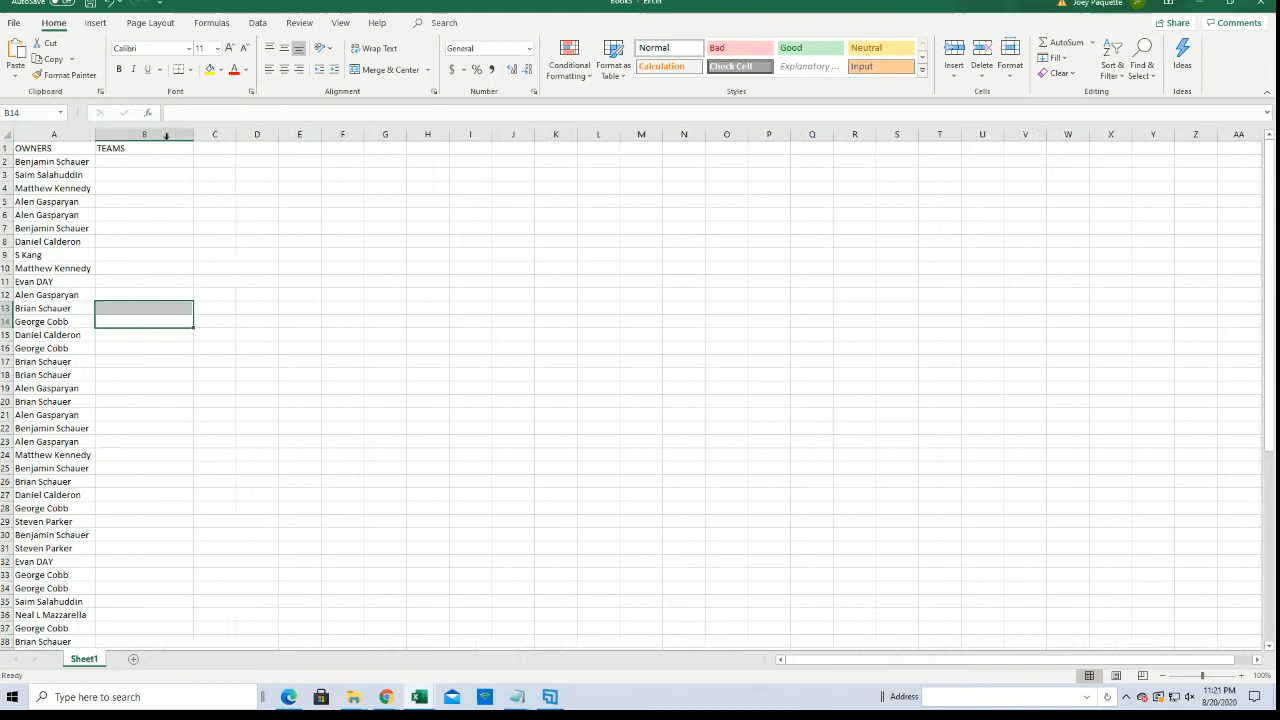 AutoSave Off Book5 - Excel Joey Paquette JP
File Home Insert Page Layout Formulas Data Review View Help Search Share Comments
Paste Cut Copy Format Painter Clipboard
Calibri 11 A A B I U A Font
Wrap Text Merge & Center Alignment
General $ % , Number
Conditional Formatting Format as Table
Normal Bad Good Neutral
Calculation Check Cell Explanatory ... Input
Styles
Insert Delete Format Cells
AutoSum Fill Clear Sort & Filter Find & Select Editing
Ideas Ideas
B14 fx
A B C D E F G H I J K L M N O P Q R S T U V W X Y Z AA
1 OWNERS TEAMS
2 Benjamin Schauer
3 Saim Salahuddin
4 Matthew Kennedy
5 Alen Gasparyan
6 Alen Gasparyan
7 Benjamin Schauer
8 Daniel Calderon
9 S Kang
10 Matthew Kennedy
11 Evan DAY
12 Alen Gasparyan
13 Brian Schauer
14 George Cobb
15 Daniel Calderon
16 George Cobb
17 Brian Schauer
18 Brian Schauer
19 Alen Gasparyan
20 Brian Schauer
21 Alen Gasparyan
22 Benjamin Schauer
23 Alen Gasparyan
24 Matthew Kennedy
25 Benjamin Schauer
26 Brian Schauer
27 Daniel Calderon
28 George Cobb
29 Steven Parker
30 Benjamin Schauer
31 Steven Parker
32 Evan DAY
33 George Cobb
34 George Cobb
35 Saim Salahuddin
36 Neal L Mazzarella
37 George Cobb
38 Brian Schauer
Sheet1
Ready 100%
Type here to search Address 11:21 PM
8/20/2020